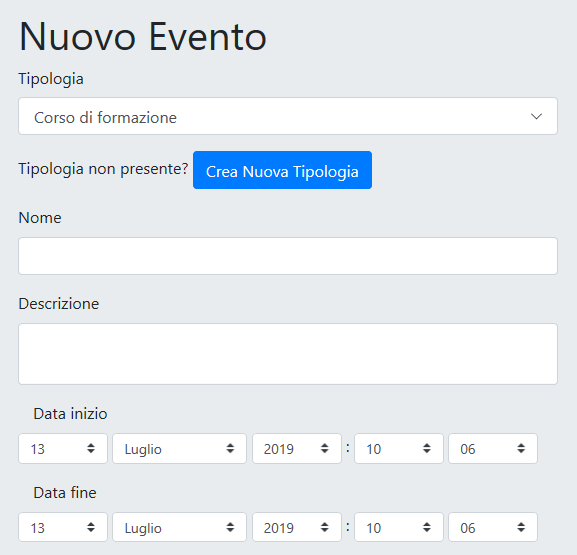 Nuovo Evento
Tipologia
Corso di formazione
Tipologia non presente? Crea Nuova Tipologia
Nome
Descrizione
Data inizio
13 Luglio 2019 : 10 06
Data fine
13 Luglio 2019 : 10 06